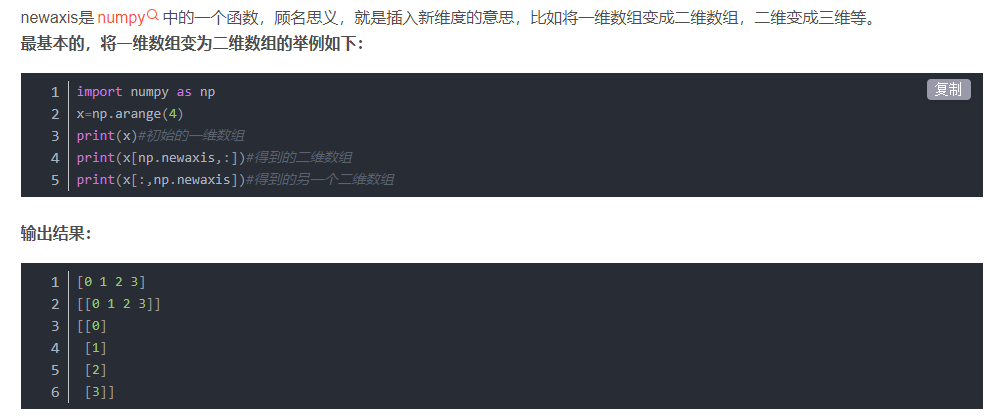 newaxis是 numpy 中的一个函数，顾名思义，就是插入新维度的意思，比如将一维数组变成二维数组，二维变成三维等。
最基本的，将一维数组变为二维数组的举例如下：
复制
1 import numpy as np
2 x=np.arange(4)
3 print(x)#初始的一维数组
4 print(x[np.newaxis,:])#得到的二维数组
5 print(x[:,np.newaxis])#得到的另一个二维数组
输出结果：
1 [0 1 2 3]
2 [[0 1 2 3]]
3 [[0]
4  [1]
5  [2]
6  [3]]